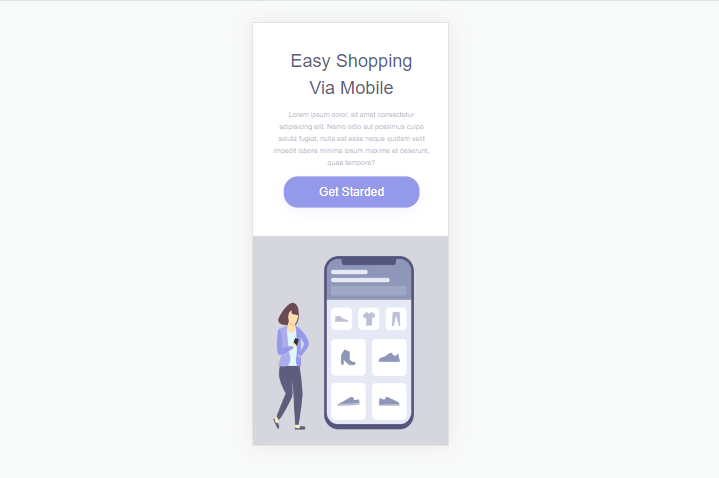 Easy Shopping
Via Mobile
Lorem ipsum dolor, sit amet consectetur
adipisicing elit. Nemo odio aut possimus culpa
soluta fugiat, nulla est esse neque quidem velit
impedit labore minima ipsum maxime et deserunt,
quae tempore?
Get Starded